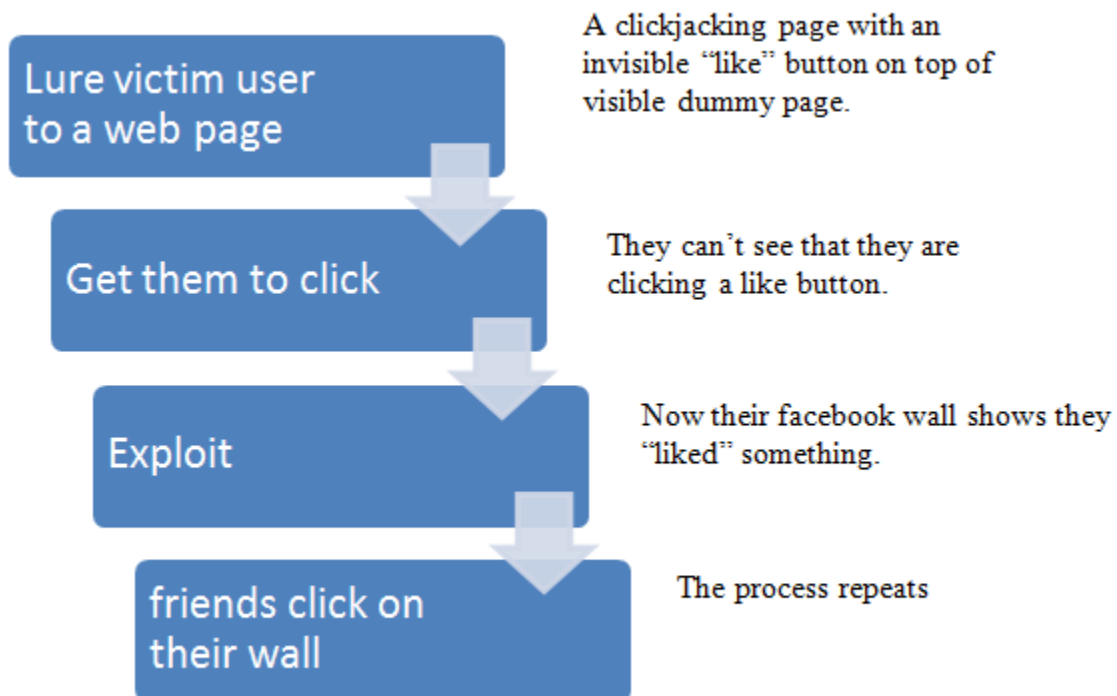 Lure victim user
to a web page
A clickjacking page with an
invisible “like” button on top of
visible dummy page.
Get them to click
They can’t see that they are
clicking a like button.
Exploit
Now their facebook wall shows they
“liked” something.
friends click on
their wall
The process repeats